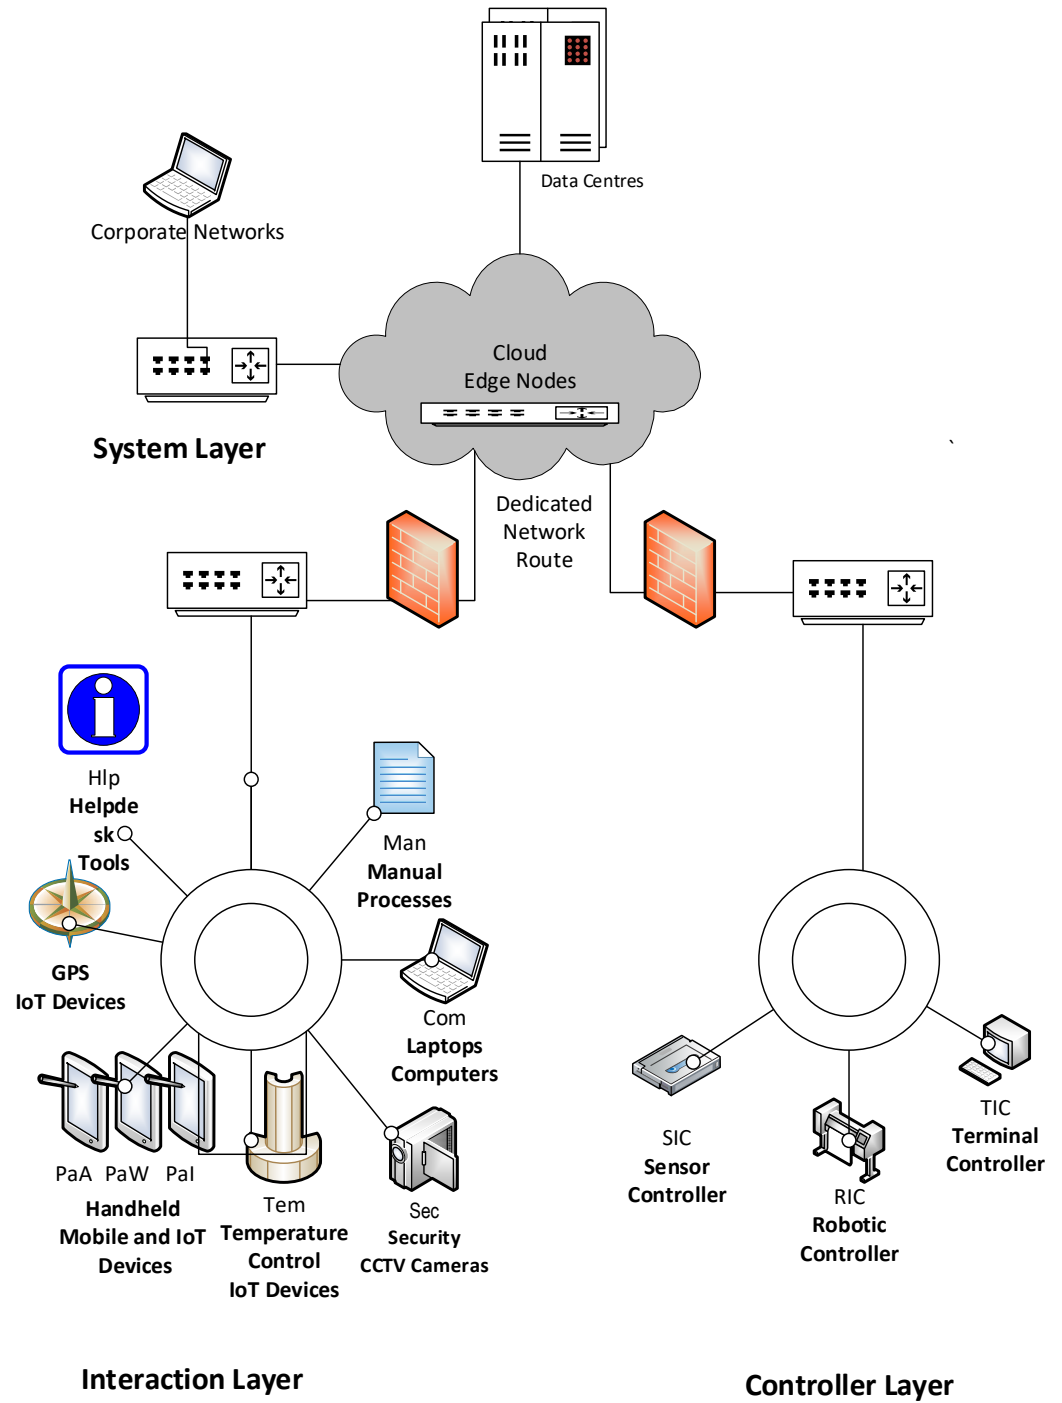 Data Centres
Corporate Networks
Cloud
Edge Nodes
System Layer
`
Dedicated
Network
Route
Hlp
Helpde
sk
Tools
Man
Manual
Processes
GPS
IoT Devices
Com
Laptops
Computers
PaA PaW PaI
Handheld
Mobile and IoT
Devices
Tem
Temperature
Control
IoT Devices
Sec
Security
CCTV Cameras
SIC
Sensor
Controller
RIC
Robotic
Controller
TIC
Terminal
Controller
Interaction Layer
Controller Layer